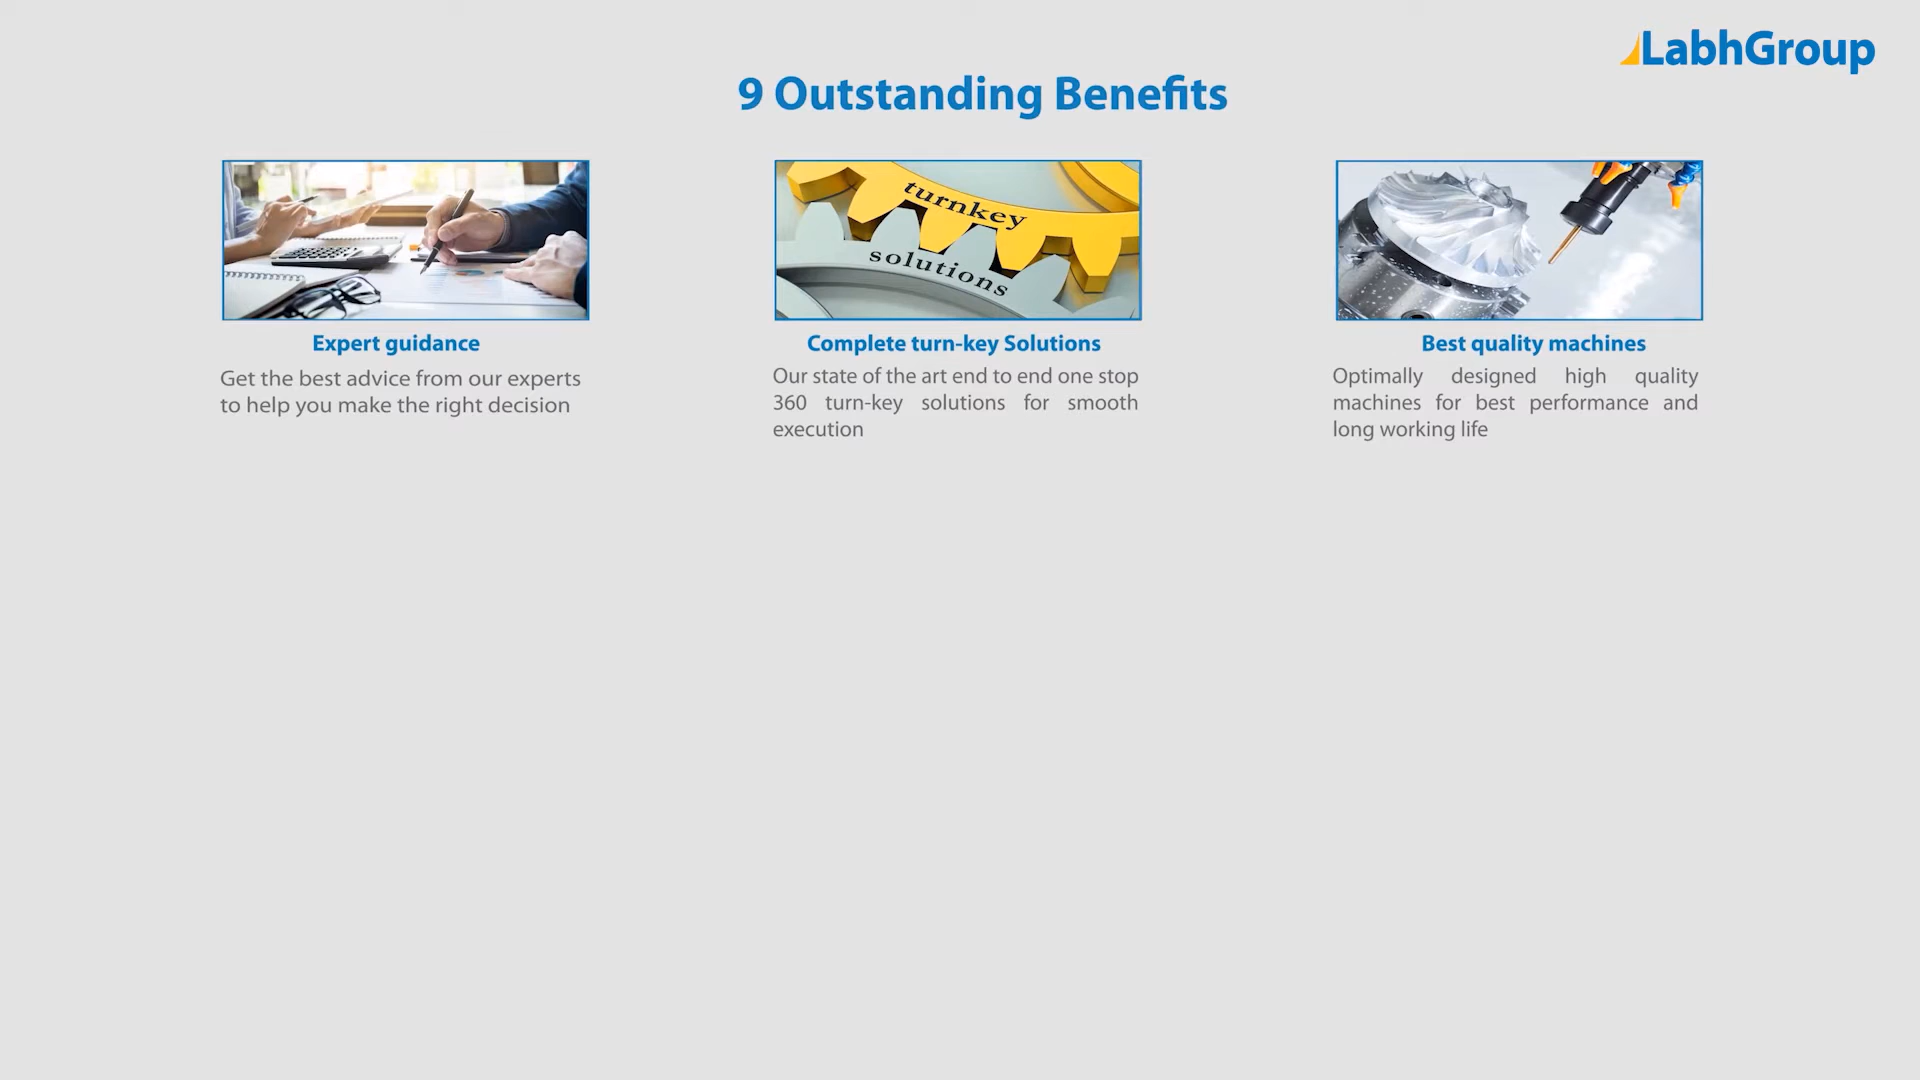 LabhGroup
9 Outstanding Benefits
turnkey
solutions
Expert guidance
Get the best advice from our experts
to help you make the right decision
Complete turn-key Solutions
Our state of the art end to end one stop
360 turn-key solutions for smooth
execution
Best quality machines
Optimally designed high quality
machines for best performance and
long working life